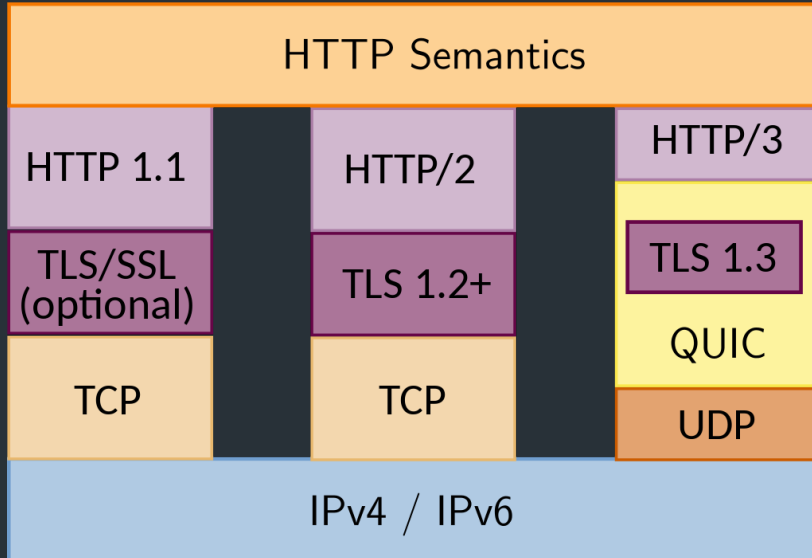 HTTP Semantics
HTTP 1.1
TLS/SSL
(optional)
TCP
HTTP/2
TLS 1.2+
TCP
HTTP/3
TLS 1.3
QUIC
UDP
IPv4 / IPv6